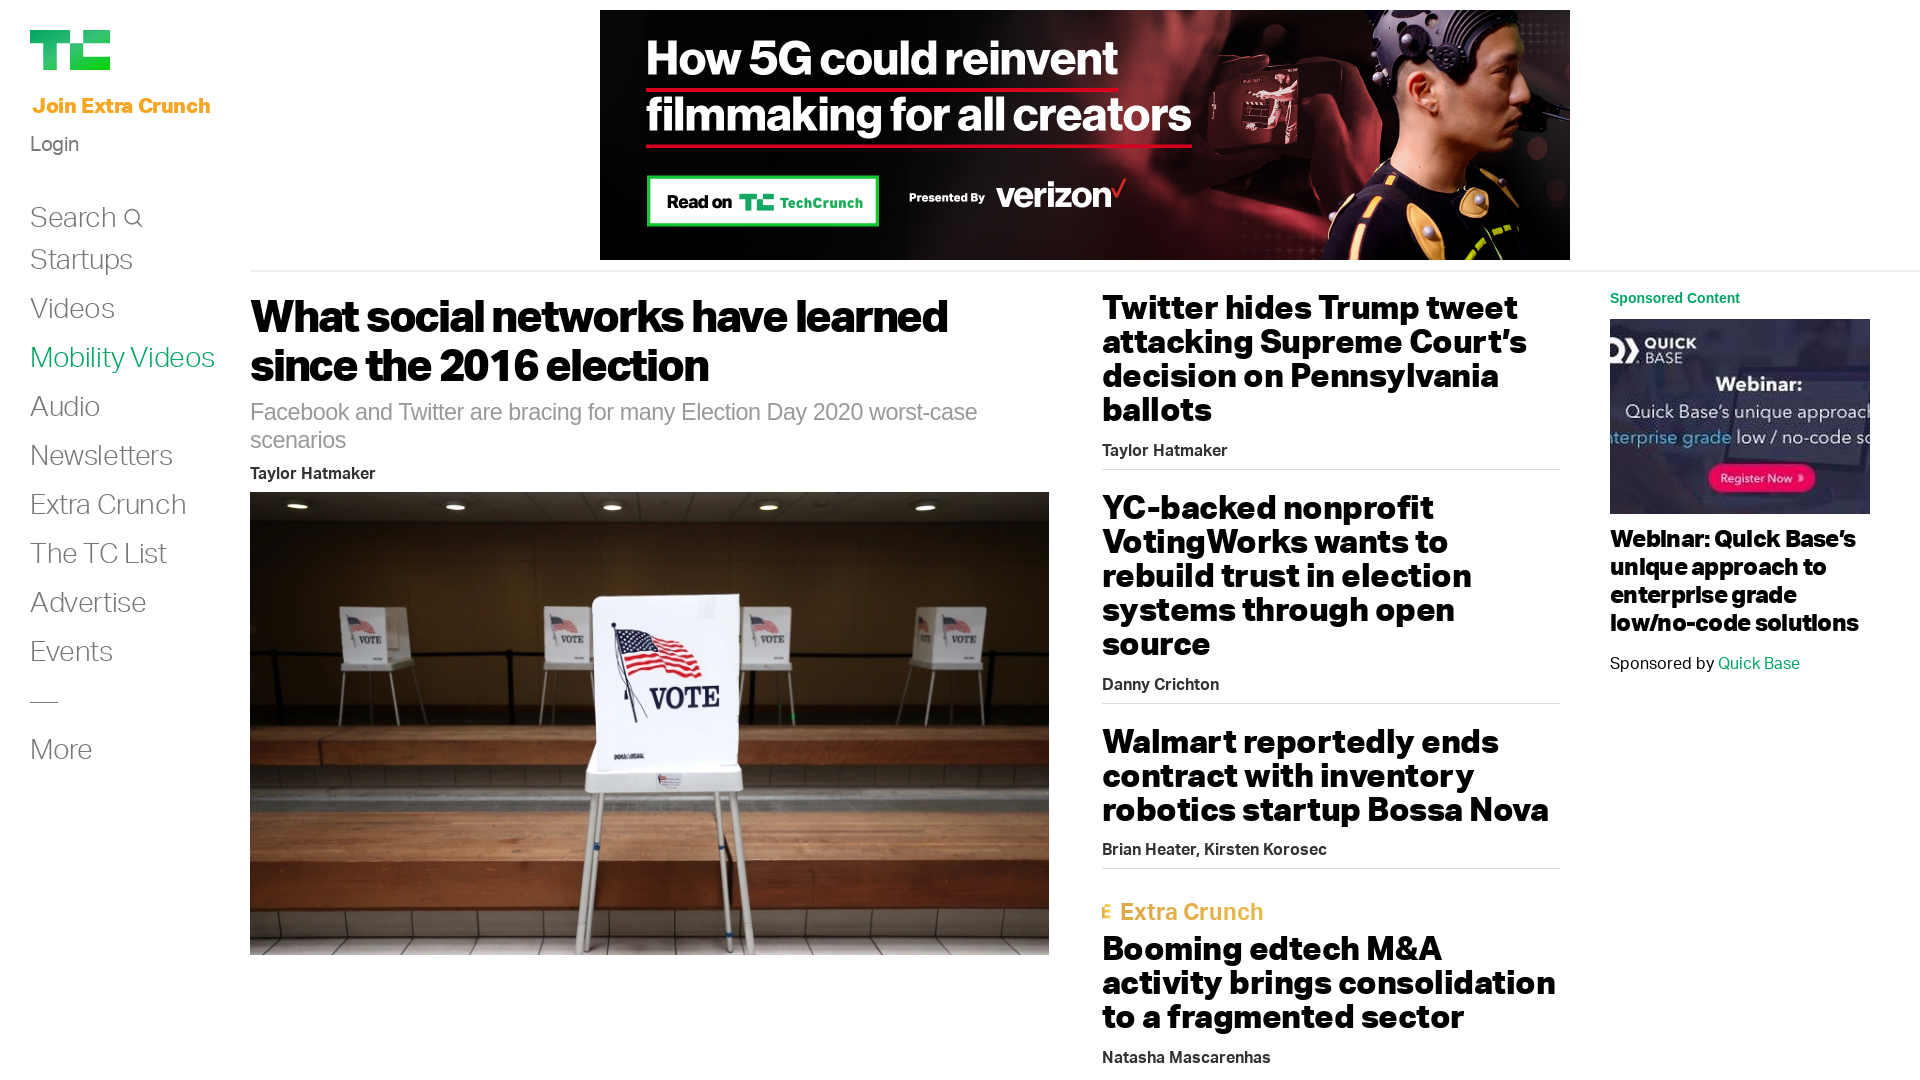 TC
Join Extra Crunch
Login
Search
Startups
Videos
Mobility Videos
Audio
Newsletters
Extra Crunch
The TC List
Advertise
Events
—
More
How 5G could reinvent
filmmaking for all creators
Read on TC TechCrunch
Presented By verizon✓
What social networks have learned
since the 2016 election
Facebook and Twitter are bracing for many Election Day 2020 worst-case
scenarios
Taylor Hatmaker
VOTE
VOTE
VOTE
VOTE
VOTE
Twitter hides Trump tweet
attacking Supreme Court’s
decision on Pennsylvania
ballots
Taylor Hatmaker
YC-backed nonprofit
VotingWorks wants to
rebuild trust in election
systems through open
source
Danny Crichton
Walmart reportedly ends
contract with inventory
robotics startup Bossa Nova
Brian Heater, Kirsten Korosec
Extra Crunch
Booming edtech M&A
activity brings consolidation
to a fragmented sector
Natasha Mascarenhas
Sponsored Content
QUICK
BASE
Webinar:
Quick Base’s unique approach
nterprise grade low / no-code so
Register Now
Webinar: Quick Base’s
unique approach to
enterprise grade
low/no-code solutions
Sponsored by Quick Base